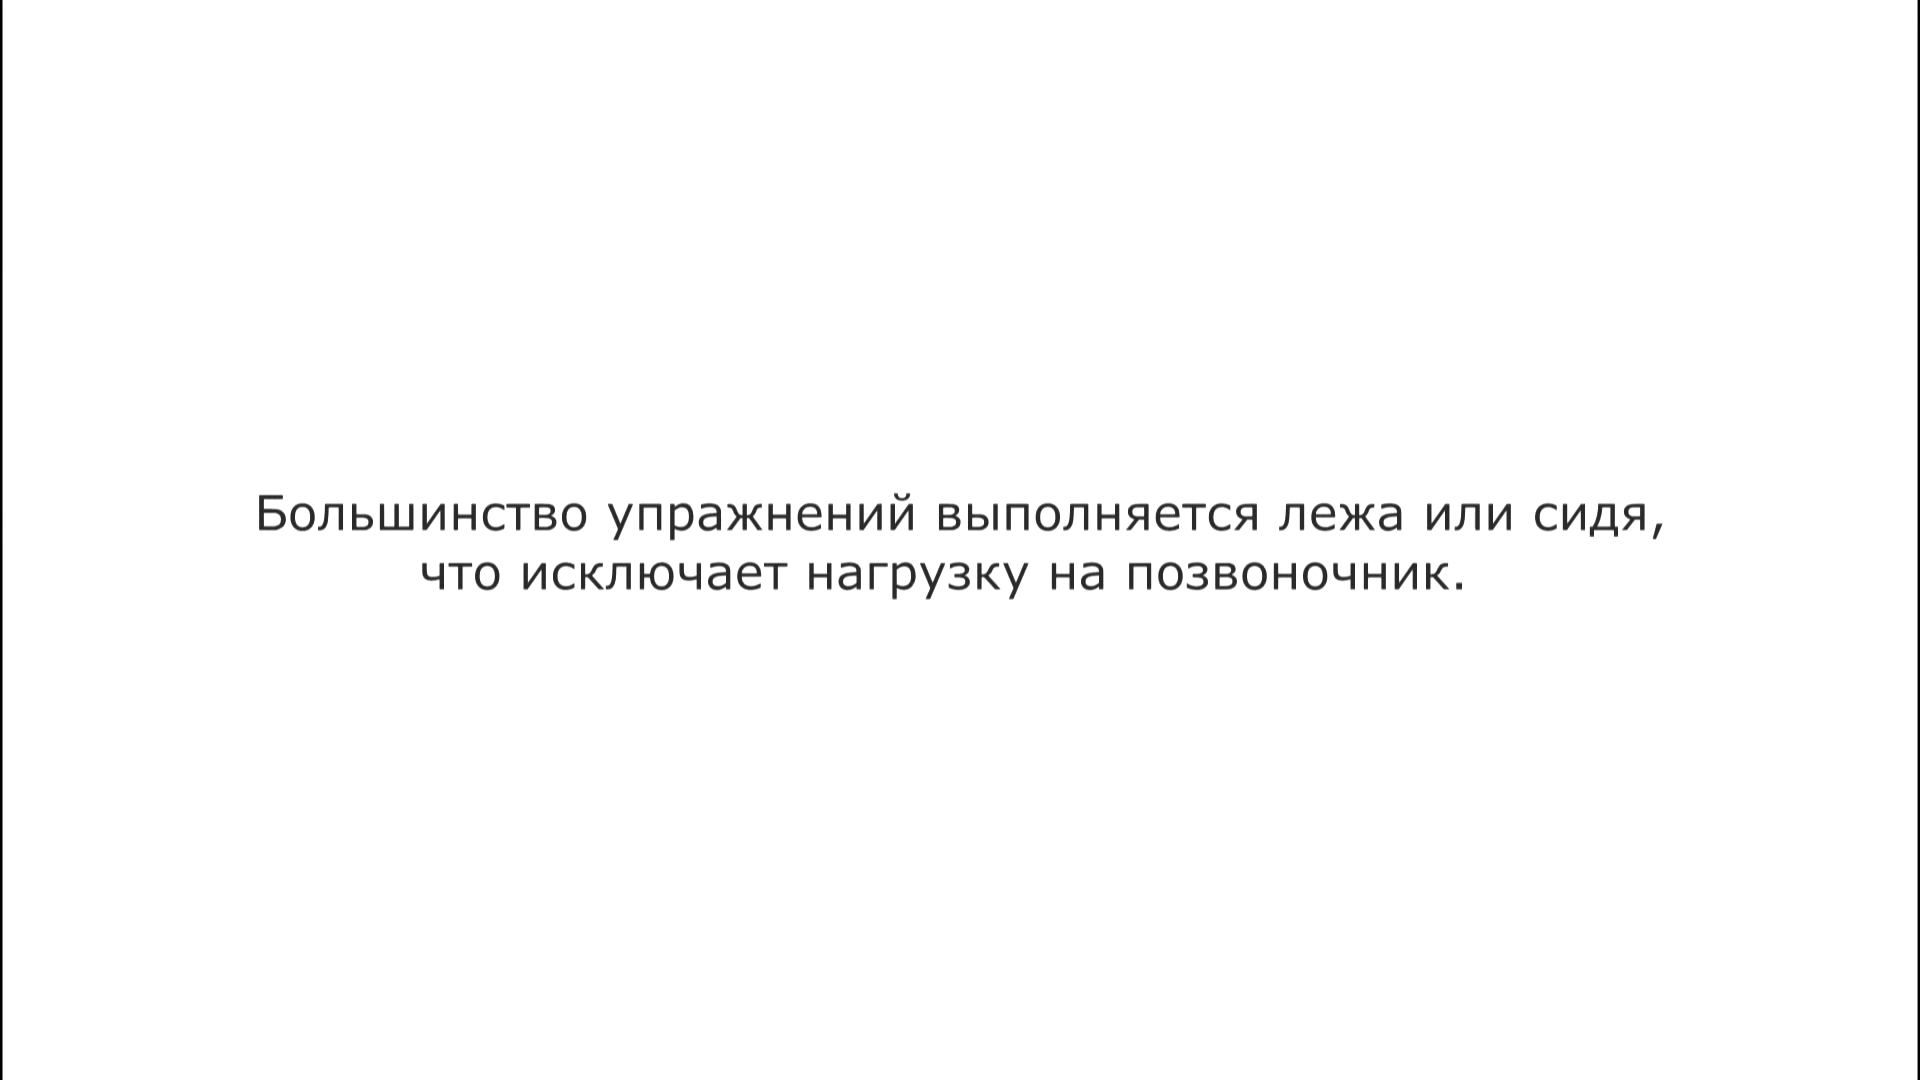 Большинство упражнений выполняется лежа или сидя,
что исключает нагрузку на позвоночник.